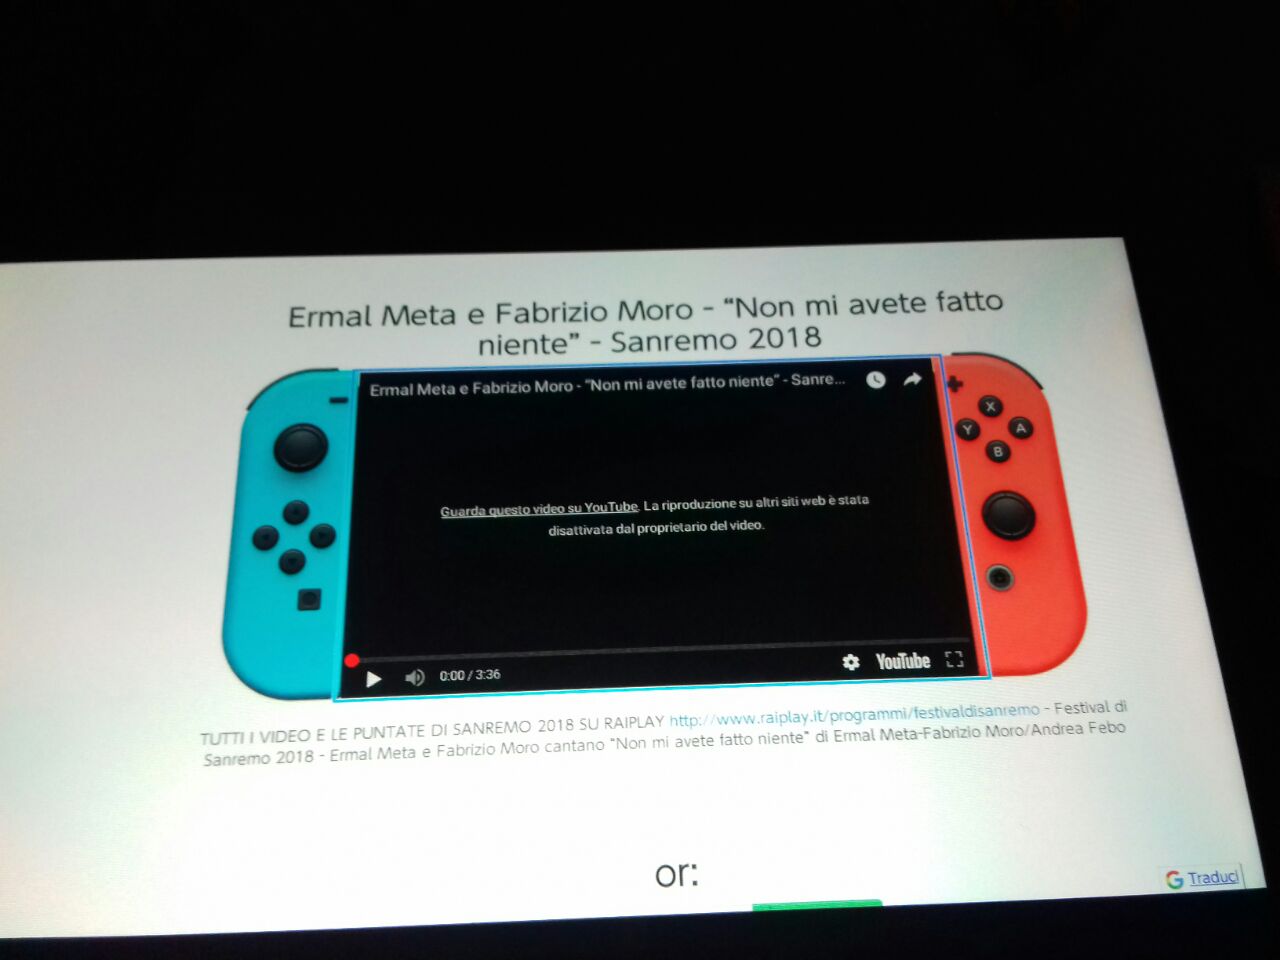 Ermal Meta e Fabrizio Moro - “Non mi avete fatto
niente” - Sanremo 2018
Ermal Meta e Fabrizio Moro - “Non mi avete fatto niente” - Sanre...
X
Y
A
B
Guarda questo video su YouTube. La riproduzione su altri siti web è stata
disattivata dal proprietario del video.
0:00 / 3:36
YouTube
TUTTI I VIDEO E LE PUNTATE DI SANREMO 2018 SU RAIPLAY http://www.raiplay.it/programmi/festivaldisanremo - Festival di
Sanremo 2018 - Ermal Meta e Fabrizio Moro cantano “Non mi avete fatto niente” di Ermal Meta-Fabrizio Moro/Andrea Febo
or:
G Traduci